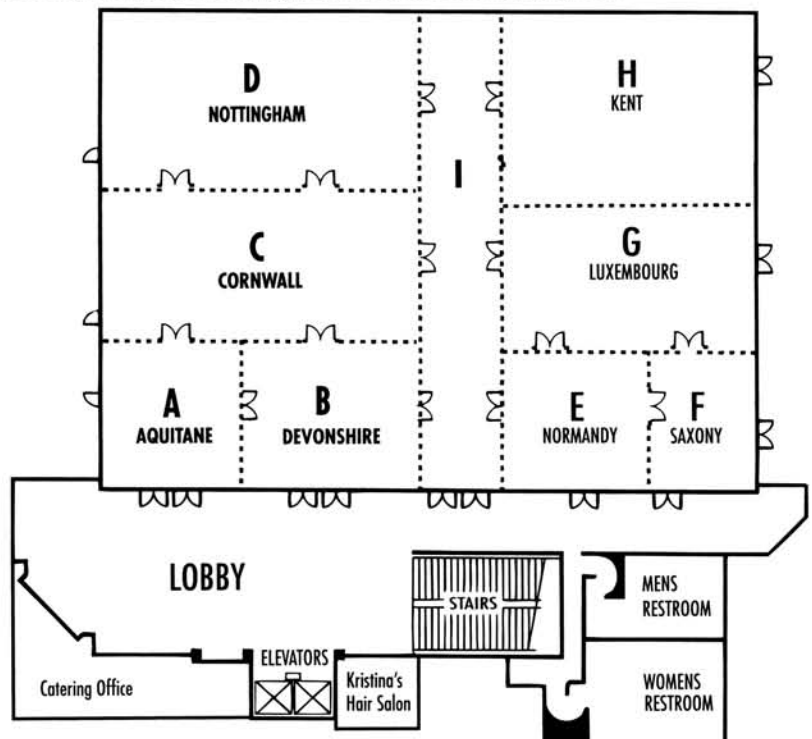 D
NOTTINGHAM
H
KENT
I
C
CORNWALL
G
LUXEMBOURG
A
AQUITANE
B
DEVONSHIRE
E
NORMANDY
F
SAXONY
LOBBY
STAIRS
MENS
RESTROOM
ELEVATORS
Catering Office
Kristina's
Hair Salon
WOMENS
RESTROOM